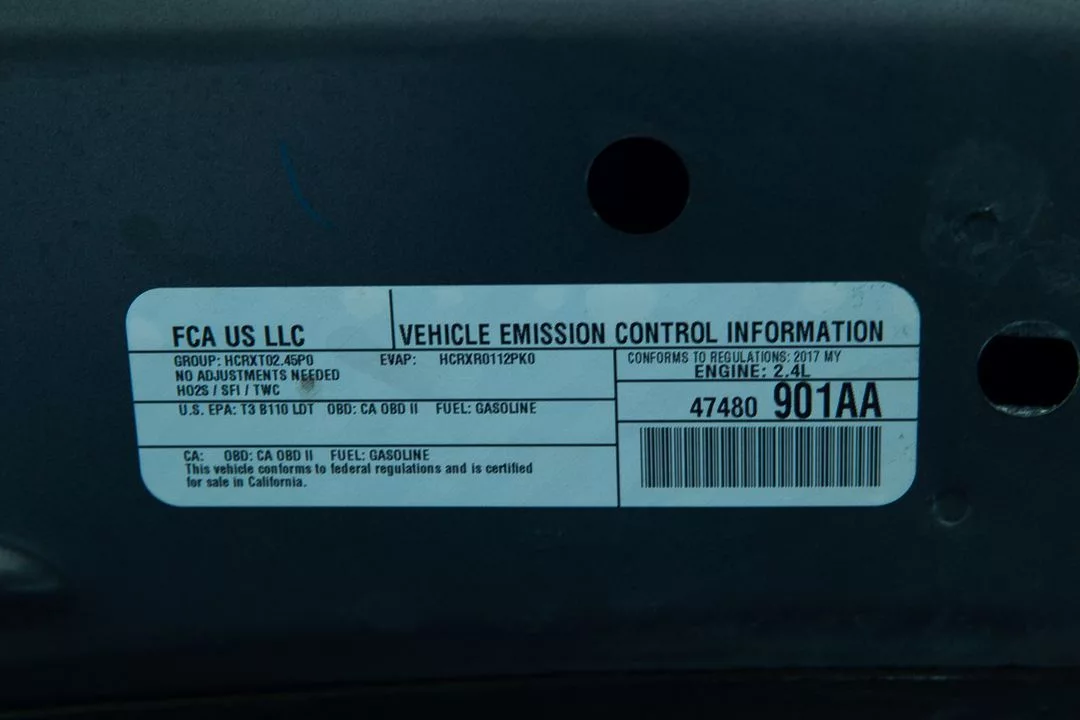 FCA US LLC
VEHICLE EMISSION CONTROL INFORMATION
GROUP: HCRXT02.45P0 EVAP: HCRXR0112PK0
NO ADJUSTMENTS NEEDED
HO2S / SFI / TWC
CONFORMS TO REGULATIONS: 2017 MY
ENGINE: 2.4L
47480 901AA
U.S. EPA: T3 B110 LDT OBD: CA OBD II FUEL: GASOLINE
CA: OBD: CA OBD II FUEL: GASOLINE
This vehicle conforms to federal regulations and is certified
for sale in California.